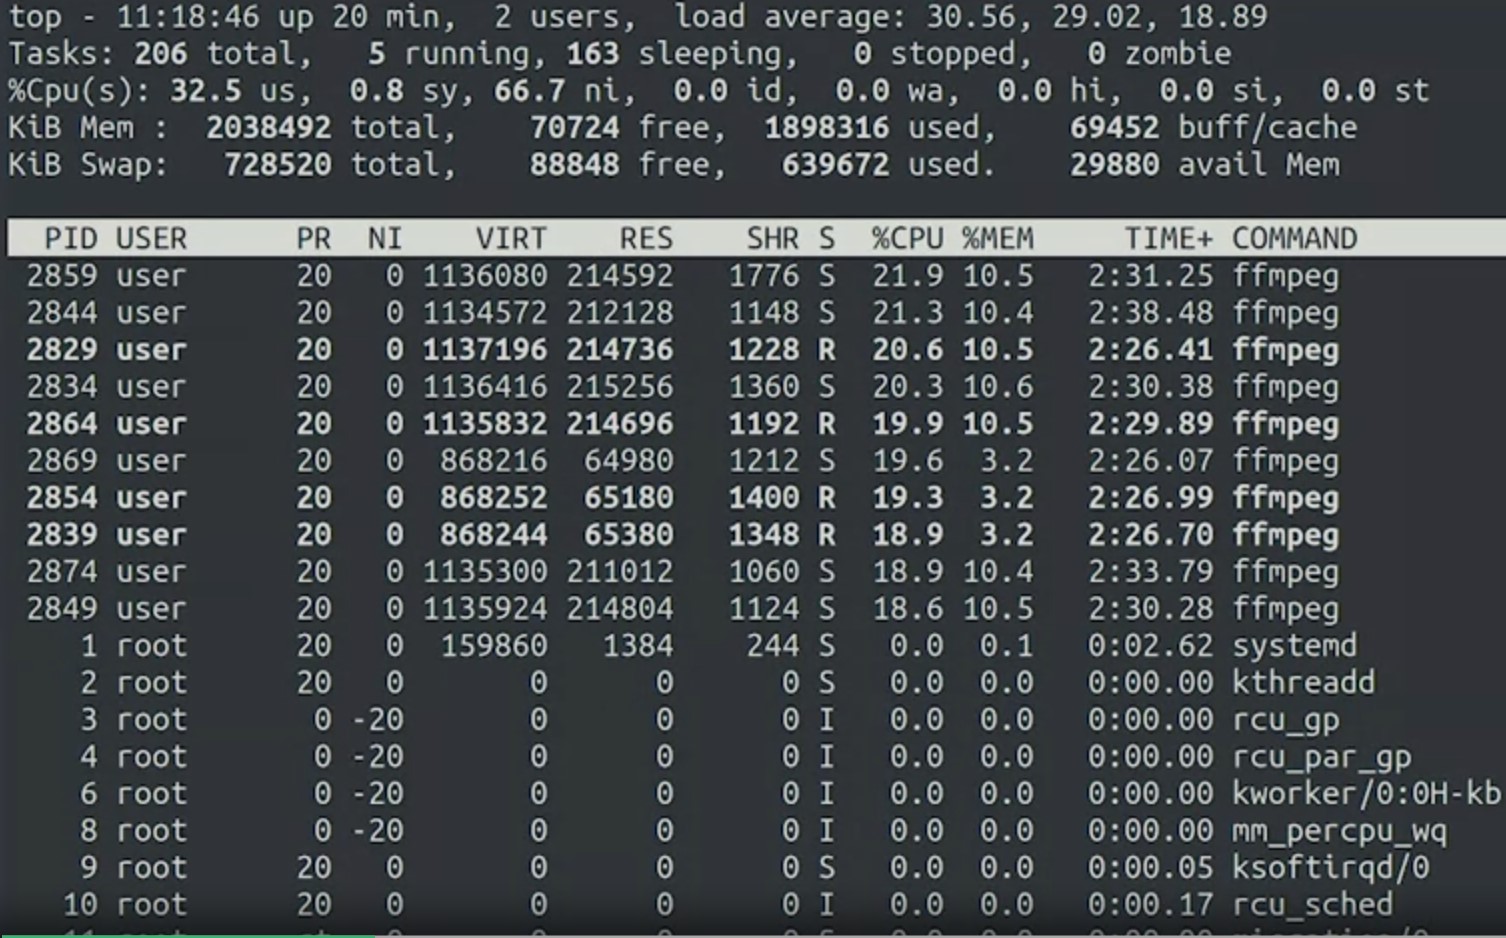 top - 11:18:46 up 20 min,  2 users,  load average: 30.56, 29.02, 18.89
Tasks: 206 total,   5 running, 163 sleeping,   0 stopped,   0 zombie
%Cpu(s): 32.5 us,  0.8 sy, 66.7 ni,  0.0 id,  0.0 wa,  0.0 hi,  0.0 si,  0.0 st
KiB Mem :  2038492 total,    70724 free,  1898316 used,    69452 buff/cache
KiB Swap:   728520 total,    88848 free,   639672 used.    29880 avail Mem
PID USER      PR  NI    VIRT    RES    SHR S  %CPU %MEM     TIME+ COMMAND
2859 user      20   0 1136080 214592   1776 S  21.9 10.5   2:31.25 ffmpeg
2844 user      20   0 1134572 212128   1148 S  21.3 10.4   2:38.48 ffmpeg
2829 user      20   0 1137196 214736   1228 R  20.6 10.5   2:26.41 ffmpeg
2834 user      20   0 1136416 215256   1360 S  20.3 10.6   2:30.38 ffmpeg
2864 user      20   0 1135832 214696   1192 R  19.9 10.5   2:29.89 ffmpeg
2869 user      20   0  868216  64980   1212 S  19.6  3.2   2:26.07 ffmpeg
2854 user      20   0  868252  65180   1400 R  19.3  3.2   2:26.99 ffmpeg
2839 user      20   0  868244  65380   1348 R  18.9  3.2   2:26.70 ffmpeg
2874 user      20   0 1135300 211012   1060 S  18.9 10.4   2:33.79 ffmpeg
2849 user      20   0 1135924 214804   1124 S  18.6 10.5   2:30.28 ffmpeg
1 root      20   0  159860   1384    244 S   0.0  0.1   0:02.62 systemd
2 root      20   0       0      0      0 S   0.0  0.0   0:00.00 kthreadd
3 root       0 -20       0      0      0 I   0.0  0.0   0:00.00 rcu_gp
4 root       0 -20       0      0      0 I   0.0  0.0   0:00.00 rcu_par_gp
6 root       0 -20       0      0      0 I   0.0  0.0   0:00.00 kworker/0:0H-kb
8 root       0 -20       0      0      0 I   0.0  0.0   0:00.00 mm_percpu_wq
9 root      20   0       0      0      0 S   0.0  0.0   0:00.05 ksoftirqd/0
10 root      20   0       0      0      0 I   0.0  0.0   0:00.17 rcu_sched